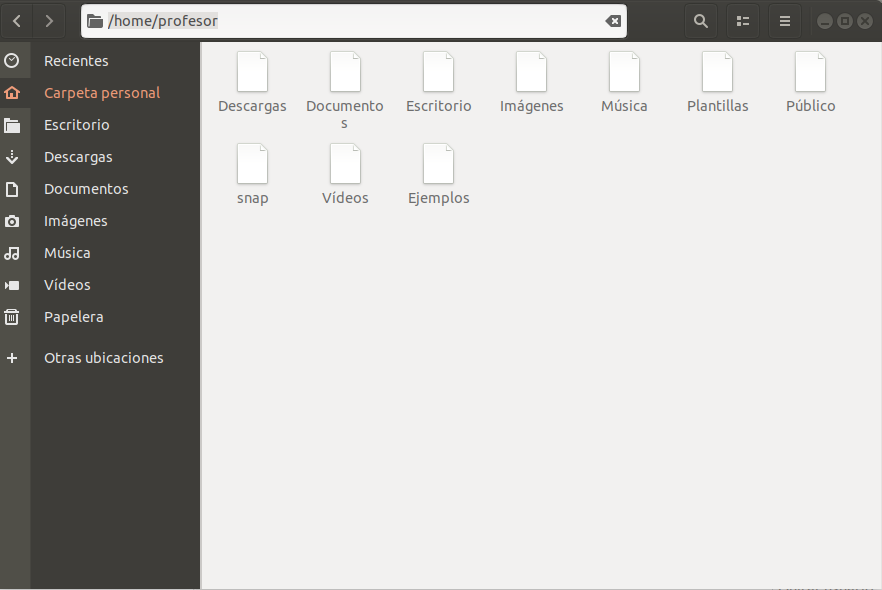 /home/profesor
Recientes
Carpeta personal
Escritorio
Descargas
Documentos
Imágenes
Música
Vídeos
Papelera
Otras ubicaciones
Descargas
Documento
s
Escritorio
Imágenes
Música
Plantillas
Público
snap
Vídeos
Ejemplos